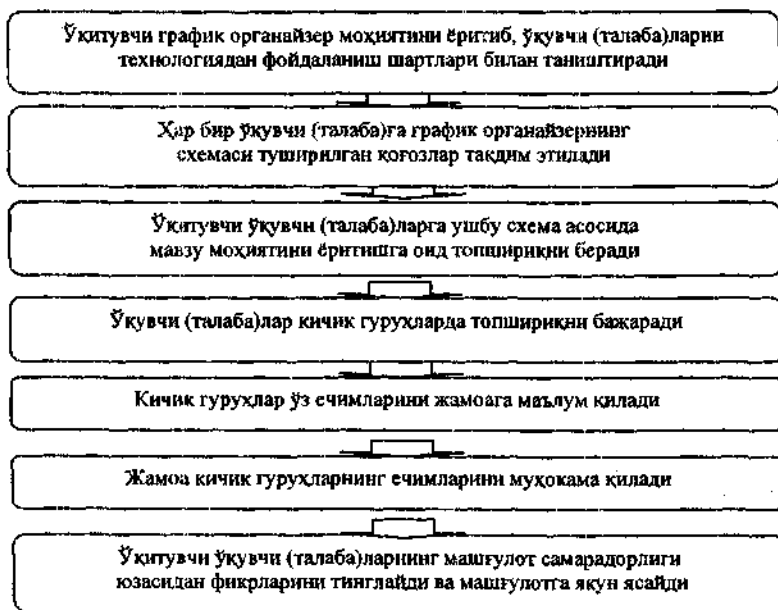 Ўқитувчи график органайзер моҳиятини ёритиб, ўқувчи (талаба)ларни
технологиядан фойдаланиш шартлари билан таништиради
Ҳар бир ўқувчи (талаба)га график органайзернинг
схемаси туширилган қоғозлар тақдим этилади
Ўқитувчи ўқувчи (талаба)ларга ушбу схема асосида
мавзу моҳиятини ёритишга оид топшириқни беради
Ўқувчи (талаба)лар кичик гуруҳларда топшириқни бажаради
Кичик гуруҳлар ўз ечимларини жамоага маълум қилади
Жамоа кичик гуруҳларнинг ечимларини муҳокама қилади
Ўқитувчи ўқувчи (талаба)ларнинг машғулот самарадорлиги
юзасидан фикрларини тинглайди ва машғулотга якун ясайди